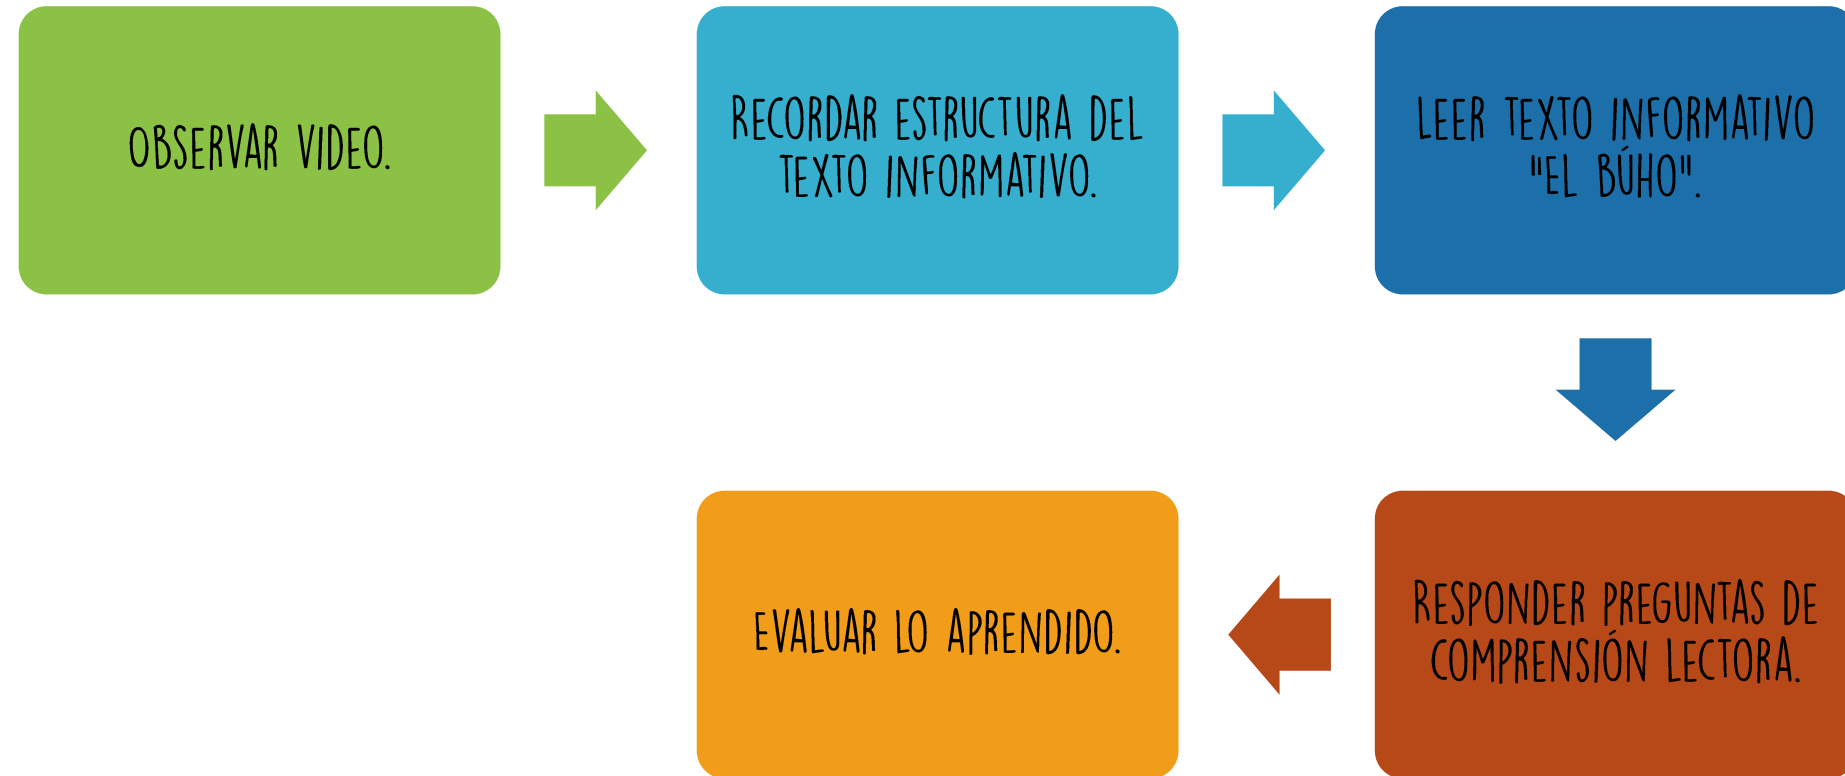 OBSERVAR VIDEO.
RECORDAR ESTRUCTURA DEL
TEXTO INFORMATIVO.
LEER TEXTO INFORMATIVO
"EL BÚHO".
RESPONDER PREGUNTAS DE
COMPRENSIÓN LECTORA.
EVALUAR LO APRENDIDO.